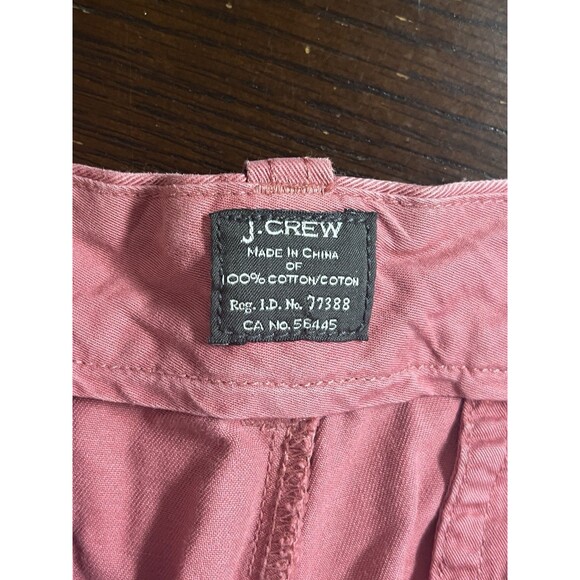 J.CREW
MADE IN CHINA
OF
100% COTTON/COTON
Reg. I.D. No. 77388
CA No. 56445